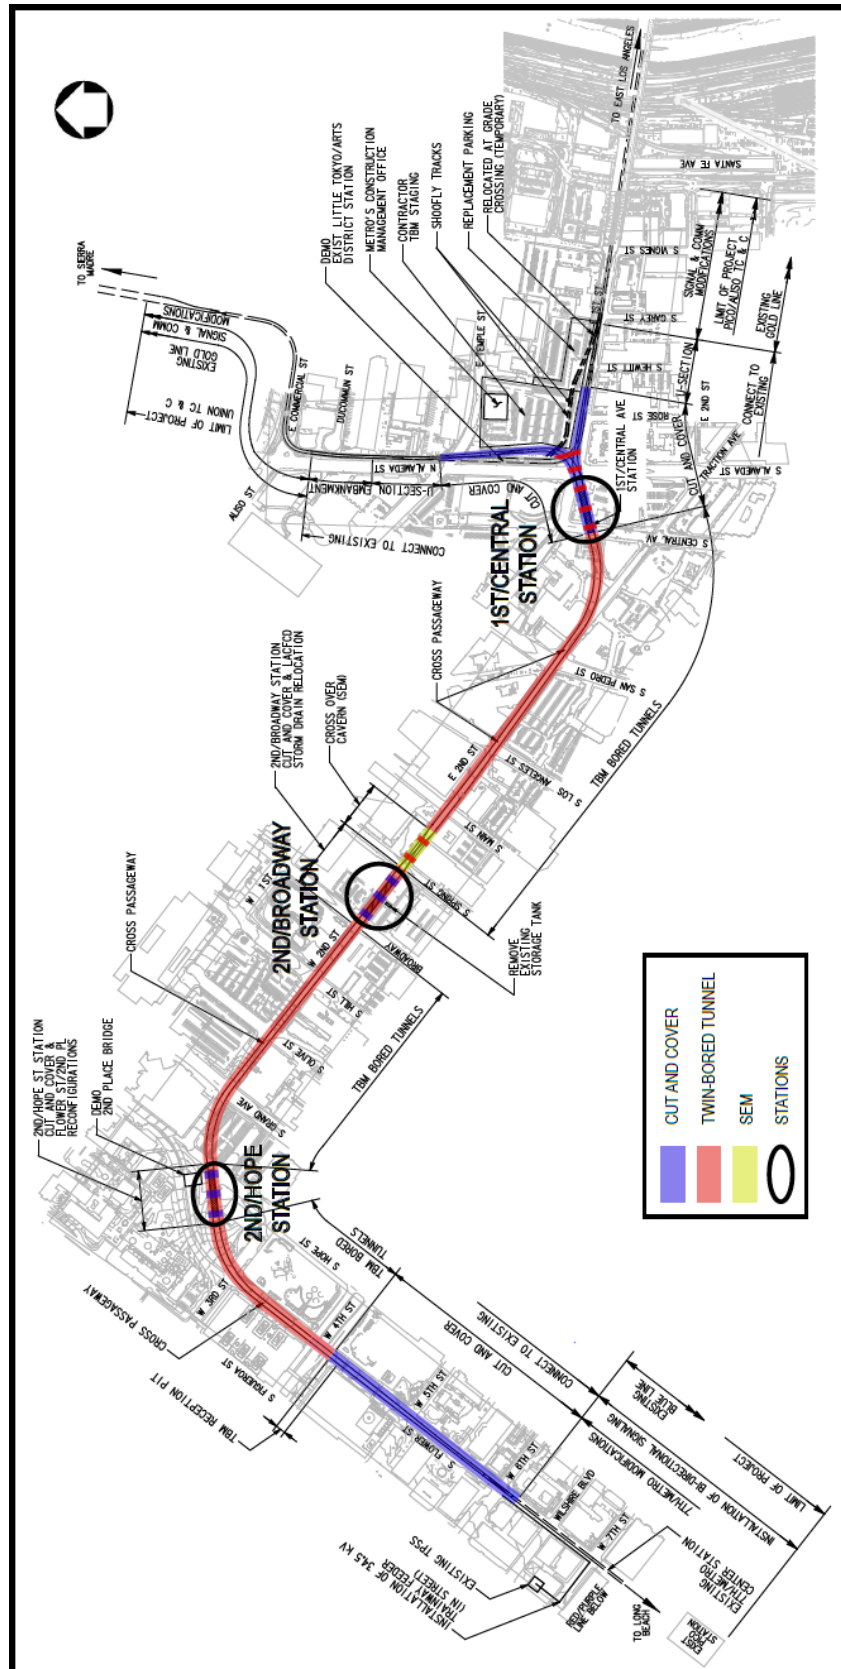 TO EAST LOS ANGELES
SANTA FE AVE
REPLACEMENT PARKING
RELOCATED AT GRADE
CROSSING (TEMPORARY)
SHOOFLY TRACKS
CONTRACTOR
TBM STAGING
METRO'S CONSTRUCTION
MANAGEMENT OFFICE
DEMO
EXIST LITTLE TOKYO/ARTS
DISTRICT STATION
TO SIERRA
MADRE
SIGNAL & COMM
MODIFICATIONS
EXISTING
GOLD LINE
LIMIT OF PROJECT
UNION TC & C
E COMMERCIAL ST
DUCOMMUN ST
E TEMPLE ST
1ST ST
S VIGNES ST
S GAREY ST
S HEWITT ST
ROSE ST
E 2ND ST
TRACTION AVE
S ALAMEDA ST
N ALAMEDA ST
ALISO ST
SIGNAL & COMM
MODIFICATIONS
LIMIT OF PROJECT
PICO/ALISO TC & C
EXISTING
GOLD LINE
U-SECTION
CUT AND COVER
CONNECT TO
EXISTING
EMBANKMENT
U-SECTION
CUT AND COVER
CONNECT TO EXISTING
1ST/CENTRAL AVE
STATION
S CENTRAL AV
1ST/CENTRAL
STATION
CROSS PASSAGEWAY
S SAN PEDRO ST
TBM BORED TUNNELS
S LOS
ANGELES ST
E 2ND ST
S MAIN ST
S SPRING ST
2ND/BROADWAY STATION
CUT AND COVER & LACFCD
STORM DRAIN RELOCATION
CROSS OVER
CAVERN (SEM)
2ND/BROADWAY
STATION
REMOVE
EXISTING
STORAGE TANK
BROADWAY
W 1ST
W 2ND ST
S HILL ST
S OLIVE ST
S GRAND AVE
CROSS PASSAGEWAY
TBM BORED TUNNELS
2ND/HOPE ST STATION
CUT AND COVER &
FLOWER ST/2ND PL
RECONFIGURATIONS
DEMO
2ND PLACE BRIDGE
2ND/HOPE
STATION
S HOPE ST
TBM BORED
TUNNELS
W 3RD ST
CROSS PASSAGEWAY
S FIGUEROA ST
W 4TH ST
TBM RECEPTION PIT
CUT AND COVER
CONNECT TO EXISTING
W 5TH ST
S FLOWER ST
W 6TH ST
WILSHIRE BLVD
W 7TH ST
EXISTING
BLUE LINE
7TH/METRO MODIFICATIONS
INSTALLATION OF BI-DIRECTIONAL SIGNALING
LIMIT OF PROJECT
INSTALLATION OF 34.5 KV
TRAINWAY FEEDER
(IN STREET)
EXISTING TPSS
RED/PURPLE
LINE BELOW
TO LONG
BEACH
EXISTING
7TH/METRO
CENTER STATION
EXIST
PICO
STATION
CUT AND COVER
TWIN-BORED TUNNEL
SEM
STATIONS